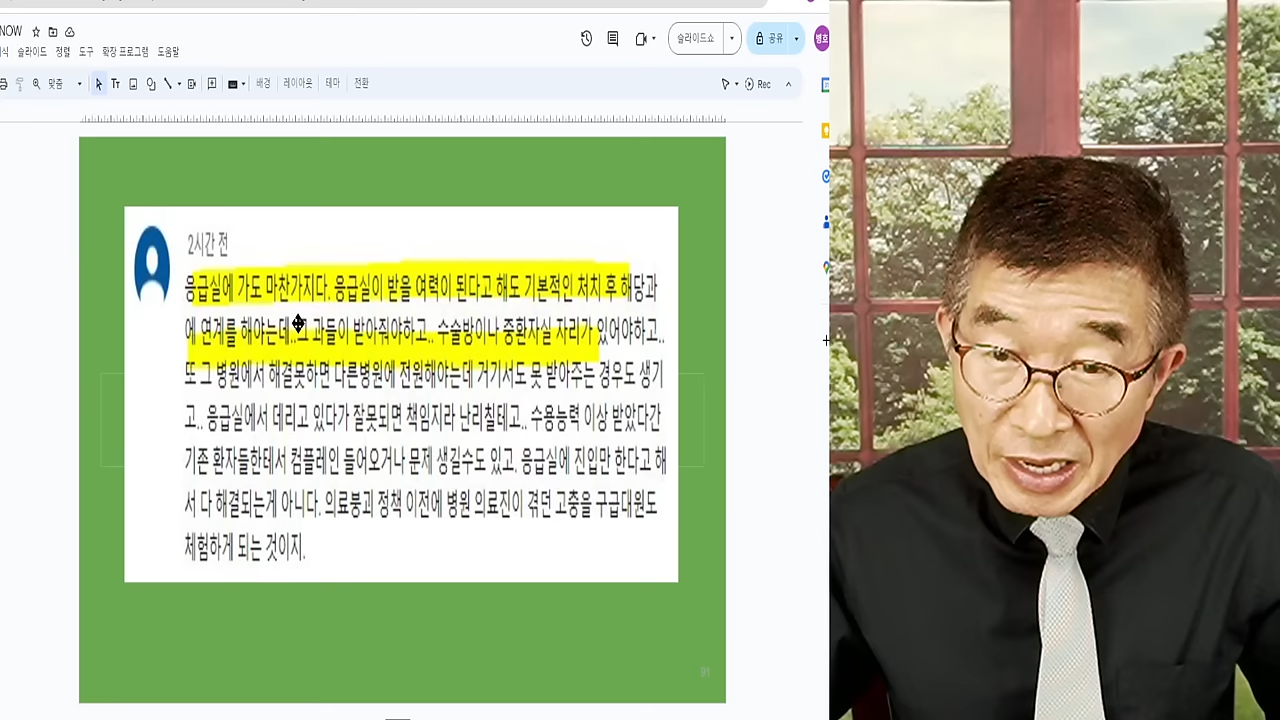 NOW
식 슬라이드 정렬 도구 확장 프로그램 도움말
슬라이드쇼
공유
병호
맞춤
배경 레이아웃 테마 전환
Rec
2시간 전
응급실에 가도 마찬가지다. 응급실이 받을 여력이 된다고 해도 기본적인 처치 후 해당과
에 연계를 해야는데..그 과들이 받아줘야하고.. 수술방이나 중환자실 자리가 있어야하고..
또 그 병원에서 해결못하면 다른병원에 전원해야는데 거기서도 못 받아주는 경우도 생기
고.. 응급실에서 데리고 있다가 잘못되면 책임지라 난리칠테고.. 수용능력 이상 받았다간
기존 환자들한테서 컴플레인 들어오거나 문제 생길수도 있고. 응급실에 진입만 한다고 해
서 다 해결되는게 아니다. 의료붕괴 정책 이전에 병원 의료진이 겪던 고충을 구급대원도
체험하게 되는 것이지.
91